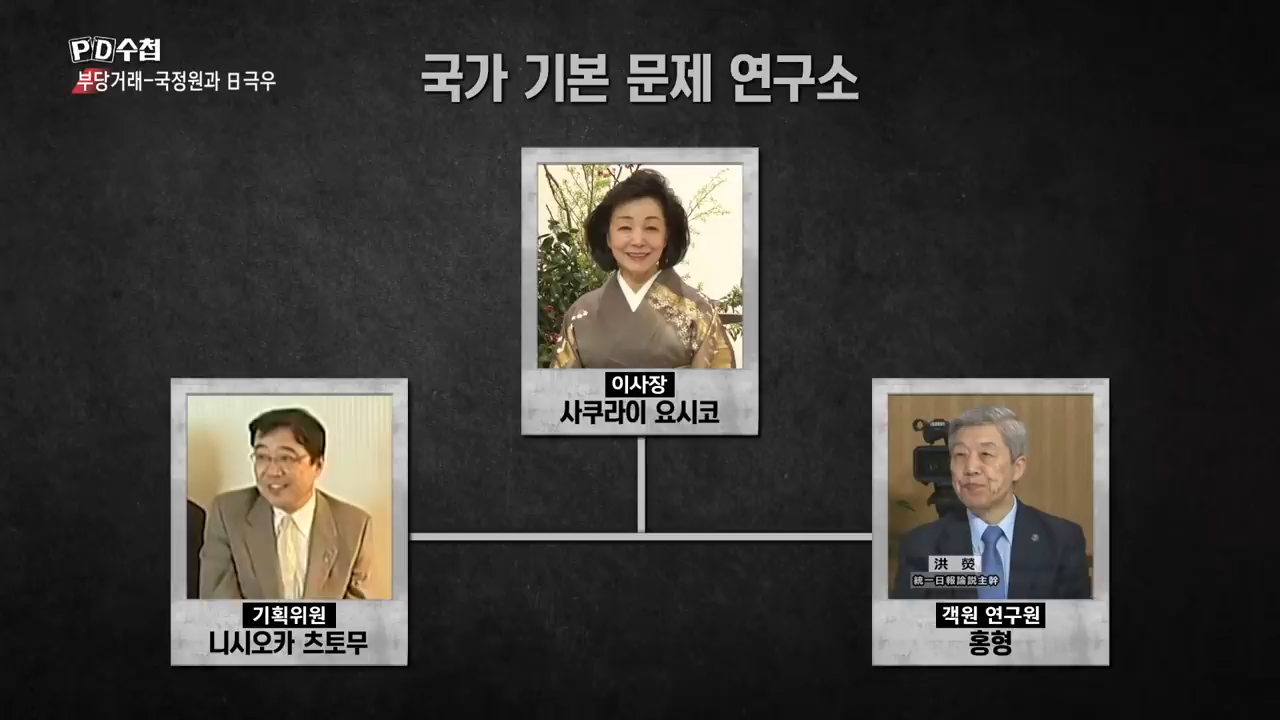 PD수첩
부당거래-국정원과 日극우
국가 기본 문제 연구소
이사장
사쿠라이 요시코
기획위원
니시오카 츠토무
洪 熒
統一日報論説主幹
객원 연구원
홍형